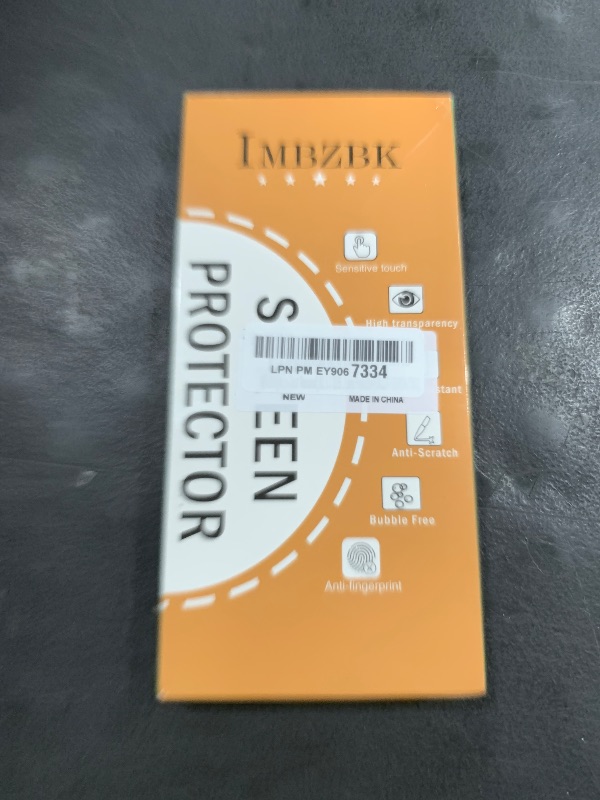 IMBZBK
Sensitive touch
High transparency
stant
Anti-Scratch
Bubble Free
Anti-fingerprint
S EEN
PROTECTOR
LPN PM EY906 7334
NEW
MADE IN CHINA